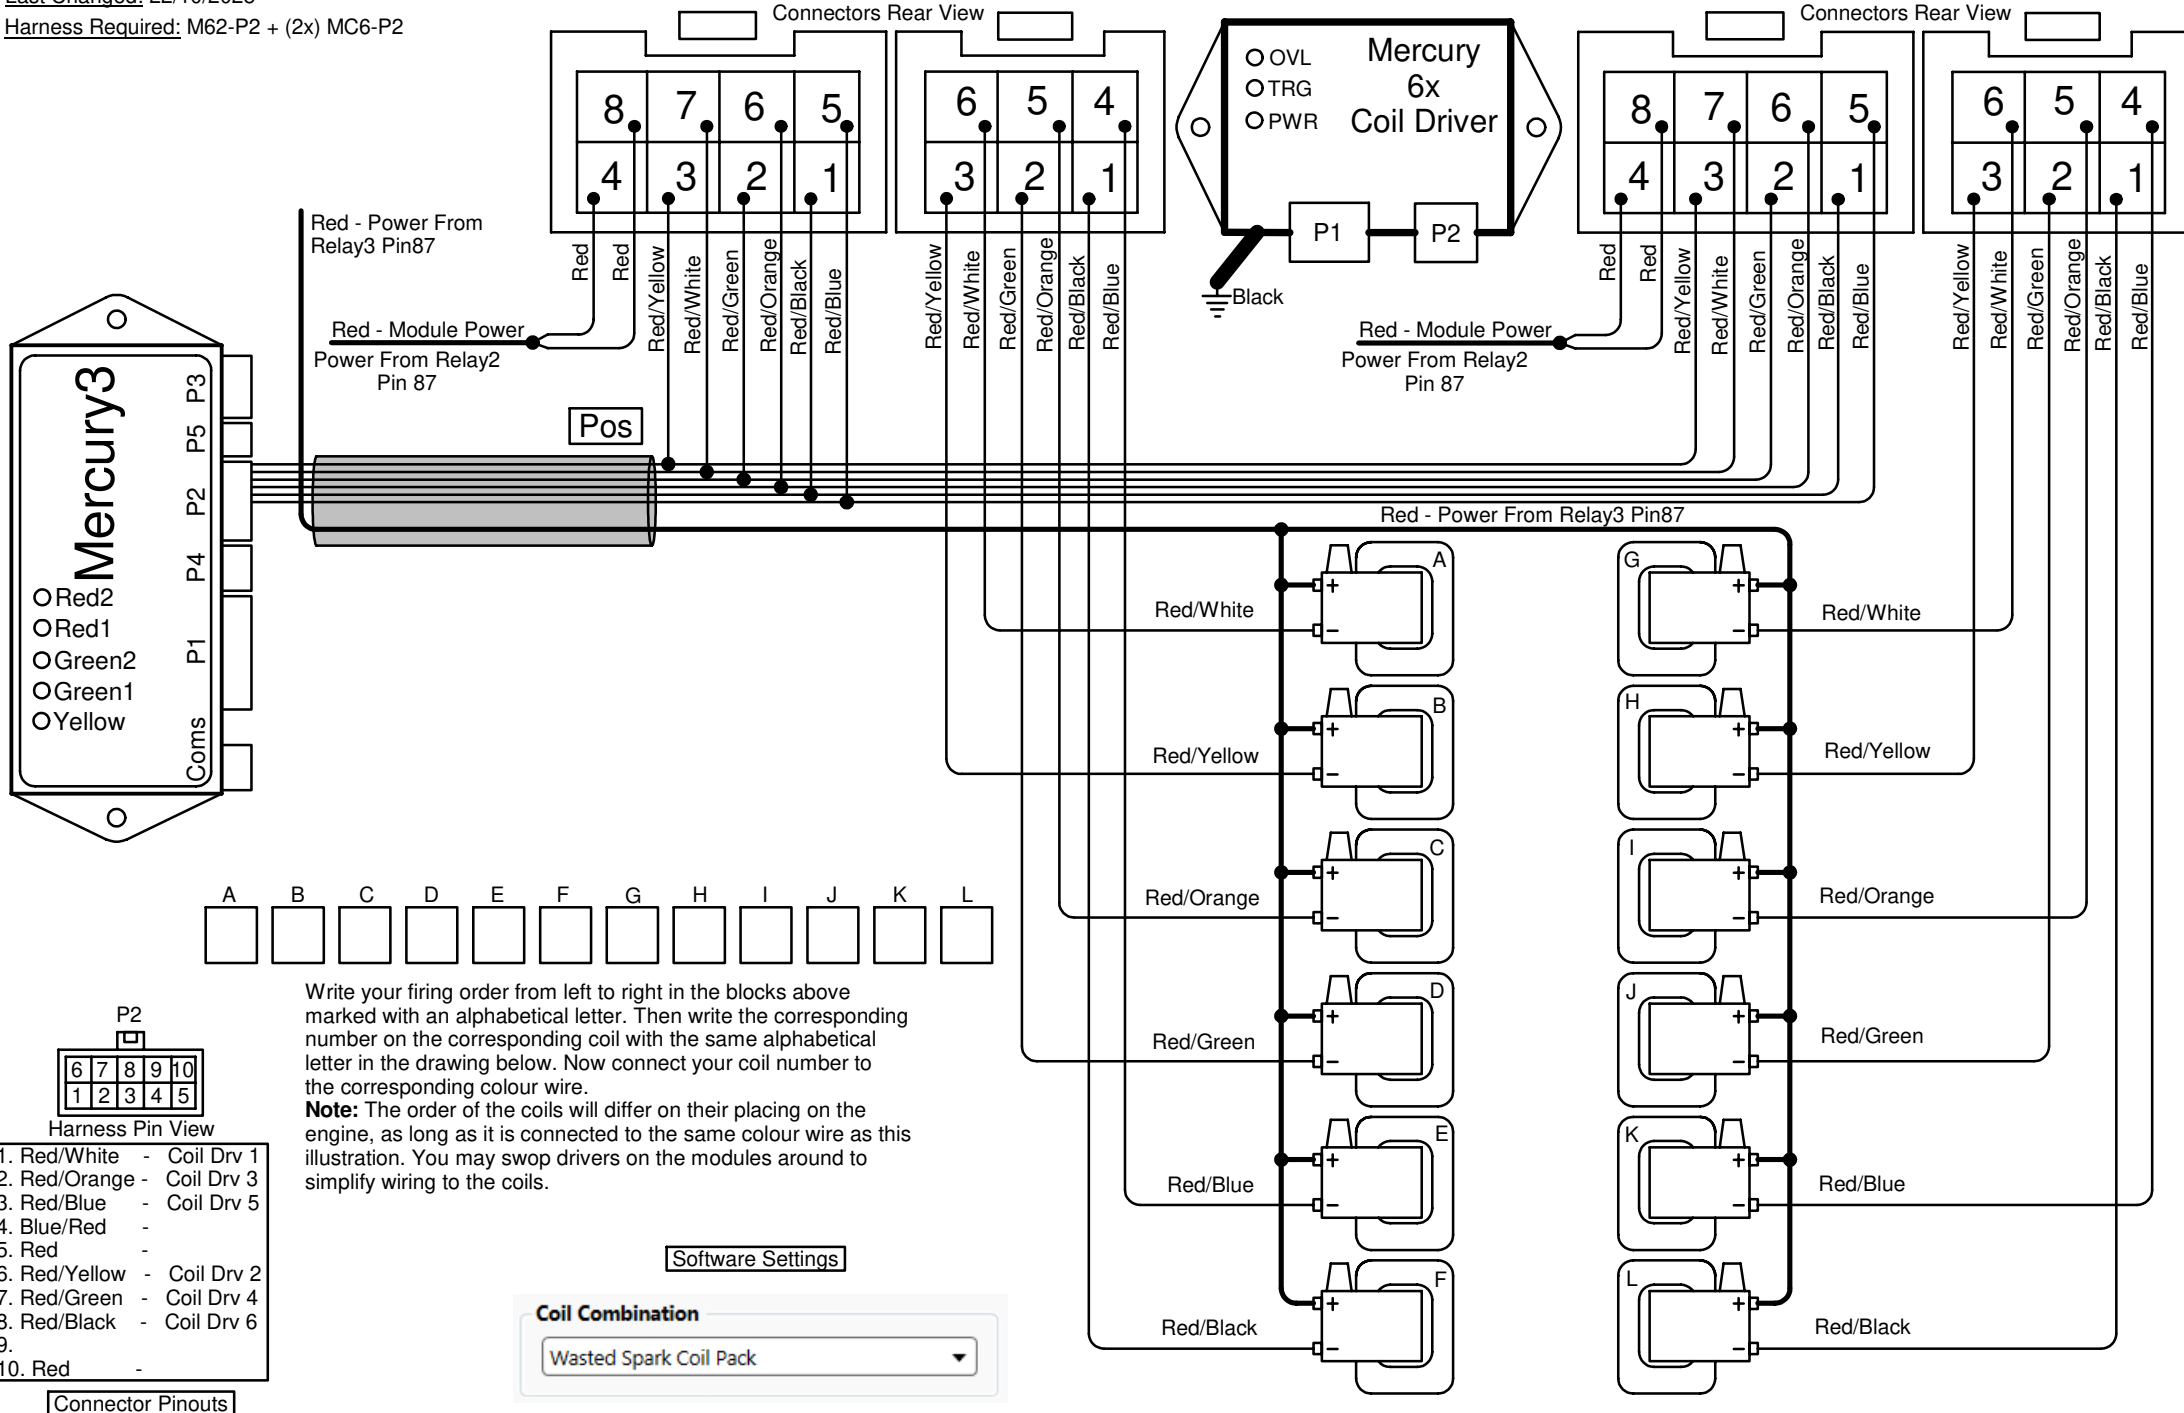 Last Changed: 22/10/2023
Harness Required: M62-P2 + (2x) MC6-P2
Connectors Rear View
Connectors Rear View
8 7 6 5
4 3 2 1
6 5 4
3 2 1
OVL
TRG
PWR
Mercury
6x
Coil Driver
P1 P2
Black
8 7 6 5
4 3 2 1
6 5 4
3 2 1
Red - Power From
Relay3 Pin87
Red
Red
Red/Yellow
Red/White
Red/Green
Red/Orange
Red/Black
Red/Blue
Red/Yellow
Red/White
Red/Green
Red/Orange
Red/Black
Red/Blue
Red
Red
Red/Yellow
Red/White
Red/Green
Red/Orange
Red/Black
Red/Blue
Red/Yellow
Red/White
Red/Green
Red/Orange
Red/Black
Red/Blue
Red - Module Power
Power From Relay2
Pin 87
Red - Module Power
Power From Relay2
Pin 87
Pos
Mercury3
P3
P5
P2
P4
P1
Coms
Red2
Red1
Green2
Green1
Yellow
Red - Power From Relay3 Pin87
Red/White
+
−
A
G
+
−
Red/White
Red/Yellow
+
−
B
H
+
−
Red/Yellow
Red/Orange
+
−
C
I
+
−
Red/Orange
Red/Green
+
−
D
J
+
−
Red/Green
Red/Blue
+
−
E
K
+
−
Red/Blue
Red/Black
+
−
F
L
+
−
Red/Black
A B C D E F G H I J K L
Write your firing order from left to right in the blocks above
marked with an alphabetical letter. Then write the corresponding
number on the corresponding coil with the same alphabetical
letter in the drawing below. Now connect your coil number to
the corresponding colour wire.
Note: The order of the coils will differ on their placing on the
engine, as long as it is connected to the same colour wire as this
illustration. You may swop drivers on the modules around to
simplify wiring to the coils.
P2
6 7 8 9 10
1 2 3 4 5
Harness Pin View
1. Red/White - Coil Drv 1
2. Red/Orange - Coil Drv 3
3. Red/Blue - Coil Drv 5
4. Blue/Red -
5. Red -
6. Red/Yellow - Coil Drv 2
7. Red/Green - Coil Drv 4
8. Red/Black - Coil Drv 6
9.
10. Red -
Connector Pinouts
Software Settings
Coil Combination
Wasted Spark Coil Pack